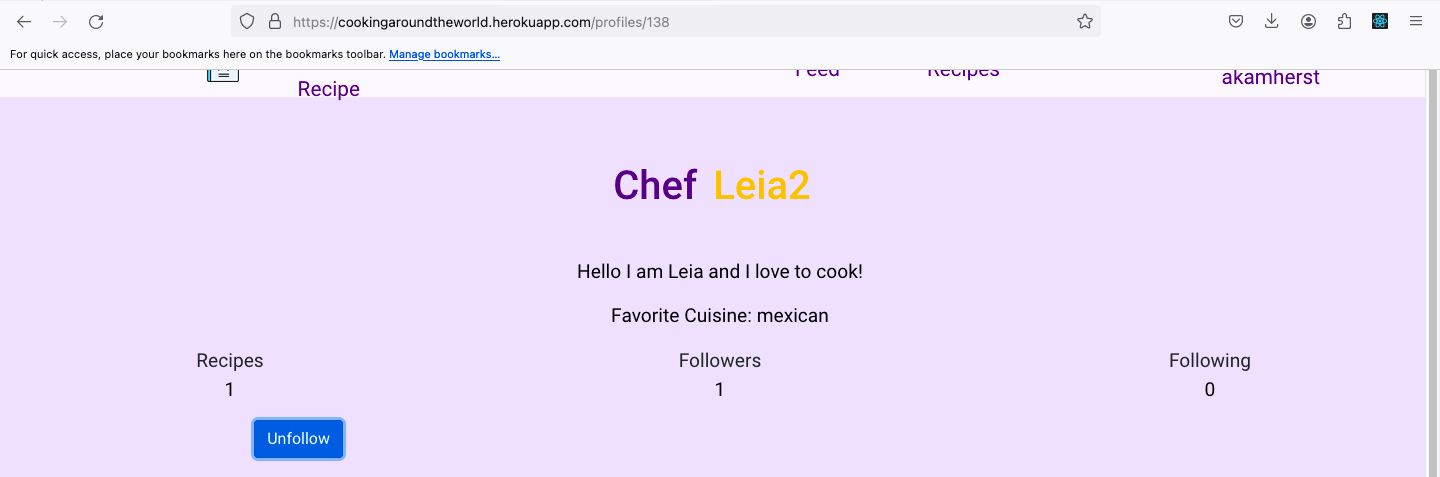 https://cookingaroundtheworld.herokuapp.com/profiles/138
For quick access, place your bookmarks here on the bookmarks toolbar. Manage bookmarks...
Feed Recipes akamherst
Recipe
Chef Leia2
Hello I am Leia and I love to cook!
Favorite Cuisine: mexican
Recipes Followers Following
1 1 0
Unfollow